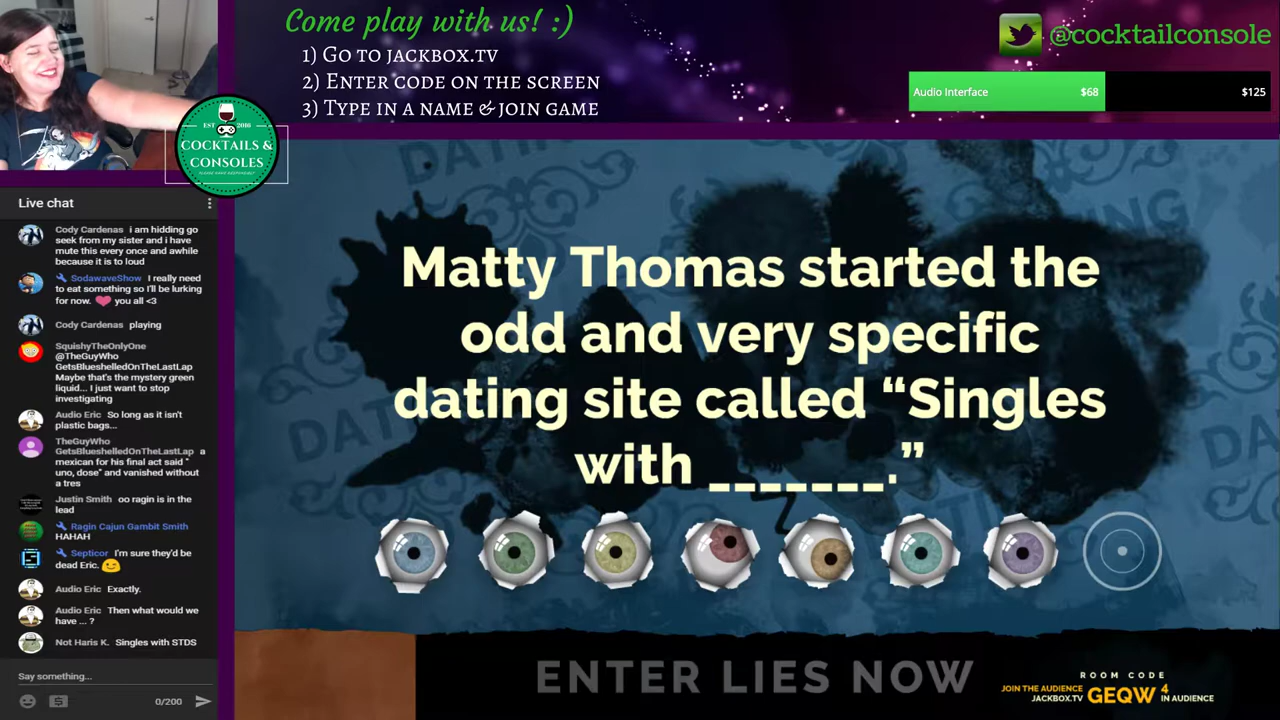 Come play with us! :)
1) Go to jackbox.tv
2) Enter code on the screen
3) Type in a name & join game
@cocktailconsole
Audio Interface $68 $125
EST 2016
COCKTAILS &
CONSOLES
Live chat
Cody Cardenas i am hidding go
seek from my sister and i have
mute this every once and awhile
because it is to loud
SodawaveShow I really need
to eat something so I'll be lurking
for now. ❤ you all <3
Cody Cardenas playing
SquishyTheOnlyOne
@TheGuyWho
GetsBlueshelledOnTheLastLap
Maybe that's the mystery green
liquid... I just want to stop
investigating
Audio Eric So long as it isn't
plastic bags...
TheGuyWho
GetsBlueshelledOnTheLastLap a
mexican for his final act said "
uno, dose" and vanished without
a tres
Justin Smith oo ragin is in the
lead
Ragin Cajun Gambit Smith
HAHAH
Septicor I'm sure they'd be
dead Eric. 😉
Audio Eric Exactly.
Audio Eric Then what would we
have ... ?
Not Haris K. Singles with STDS
Say something...
0/200
Matty Thomas started the
odd and very specific
dating site called “Singles
with _______.”
ENTER LIES NOW
ROOM CODE
JOIN THE AUDIENCE
JACKBOX.TV
GEQW
4
IN AUDIENCE
DATING
DATING